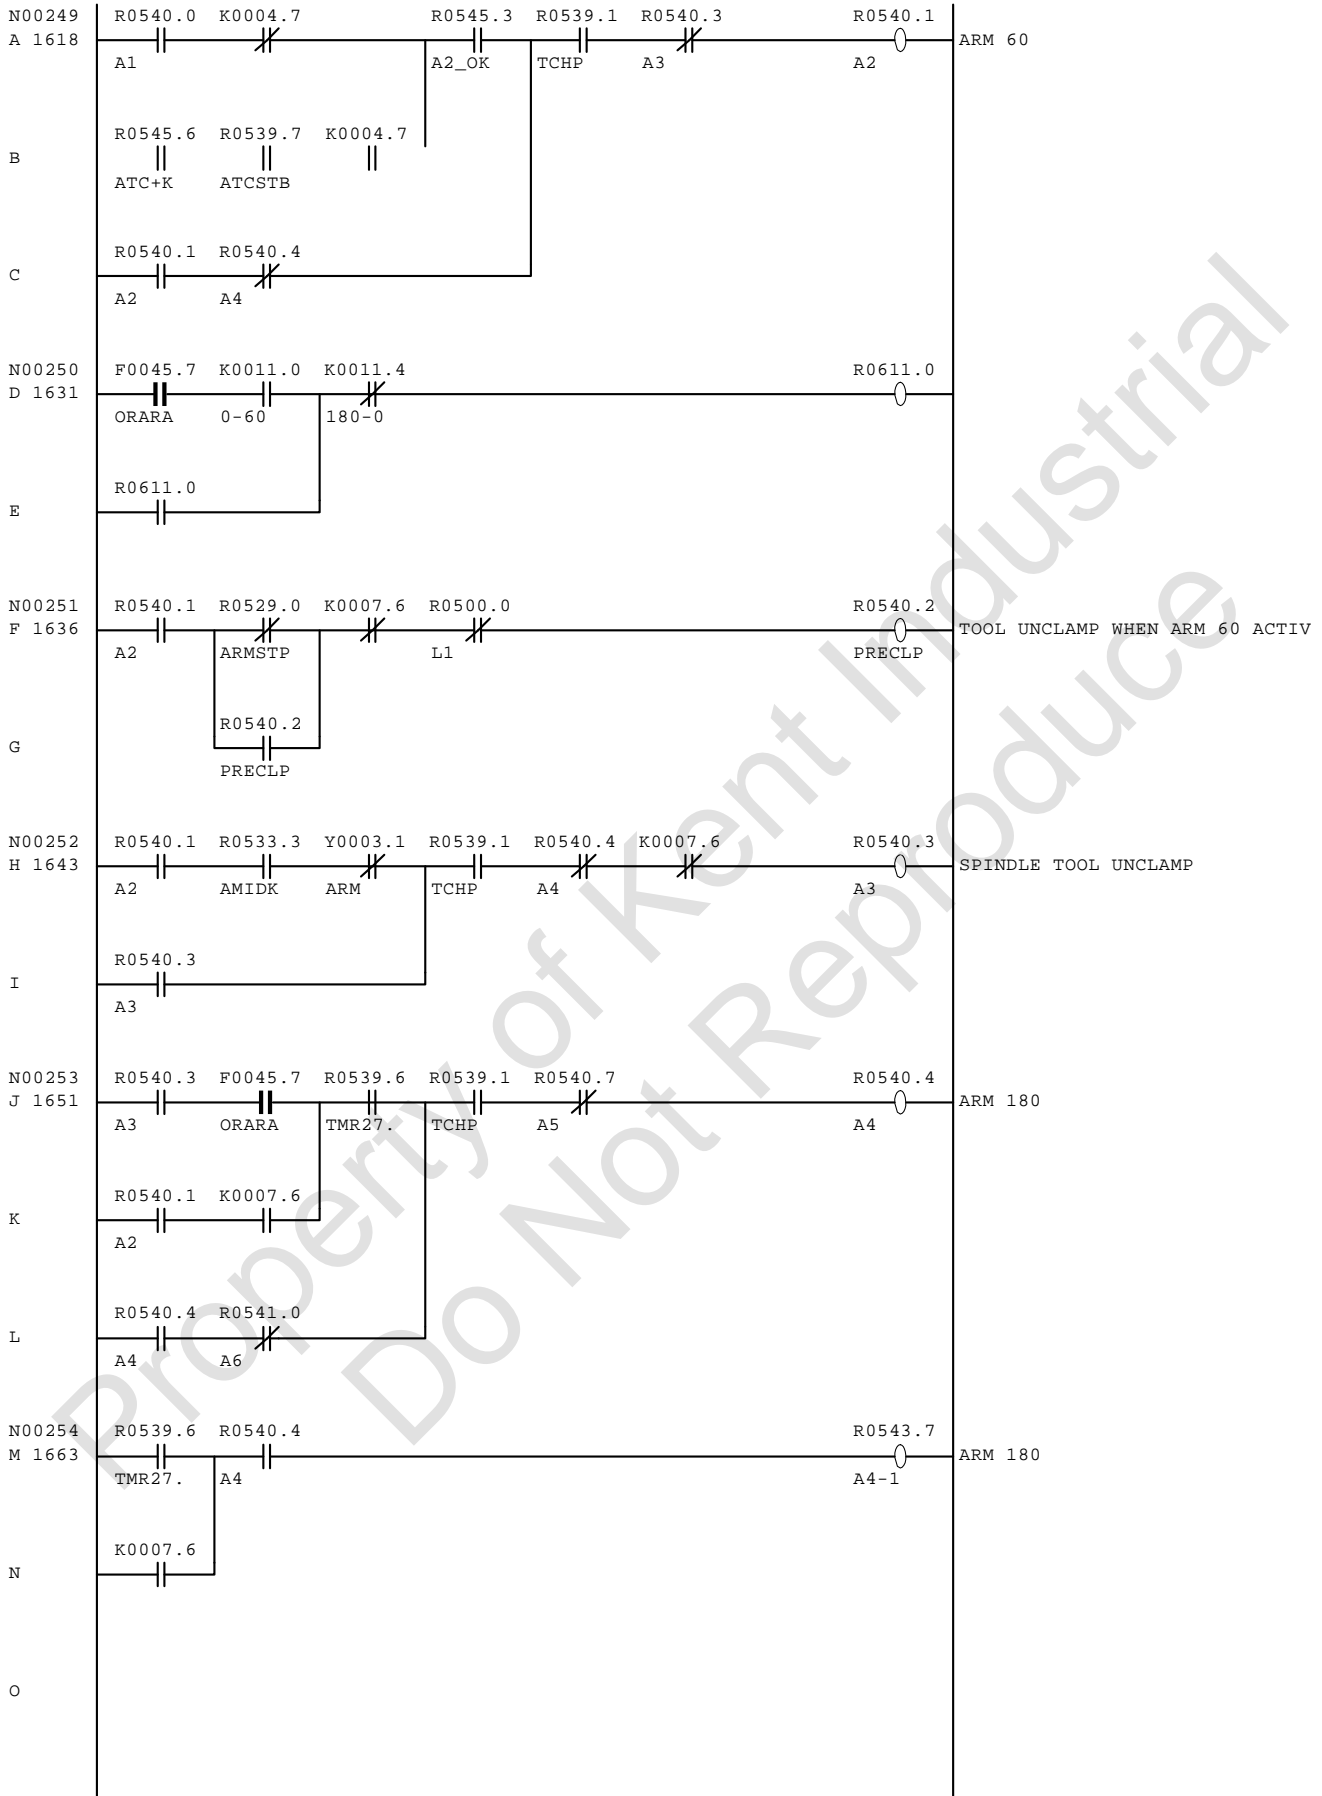 N00249 R0540.0 K0004.7 R0545.3 R0539.1 R0540.3 R0540.1
A 1618 ARM 60
A1 A2_OK TCHP A3 A2
R0545.6 R0539.7 K0004.7
B
ATC+K ATCSTB
R0540.1 R0540.4
C
A2 A4
N00250 F0045.7 K0011.0 K0011.4 R0611.0
D 1631
ORARA 0-60 180-0
R0611.0
E
N00251 R0540.1 R0529.0 K0007.6 R0500.0 R0540.2
F 1636 TOOL UNCLAMP WHEN ARM 60 ACTIV
A2 ARMSTP L1 PRECLP
R0540.2
G
PRECLP
N00252 R0540.1 R0533.3 Y0003.1 R0539.1 R0540.4 K0007.6 R0540.3
H 1643 SPINDLE TOOL UNCLAMP
A2 AMIDK ARM TCHP A4 A3
R0540.3
I
A3
N00253 R0540.3 F0045.7 R0539.6 R0539.1 R0540.7 R0540.4
J 1651 ARM 180
A3 ORARA TMR27. TCHP A5 A4
R0540.1 K0007.6
K
A2
R0540.4 R0541.0
L
A4 A6
N00254 R0539.6 R0540.4 R0543.7
M 1663 ARM 180
TMR27. A4 A4-1
K0007.6
N
O
Property of Kent Industrial
Do Not Reproduce